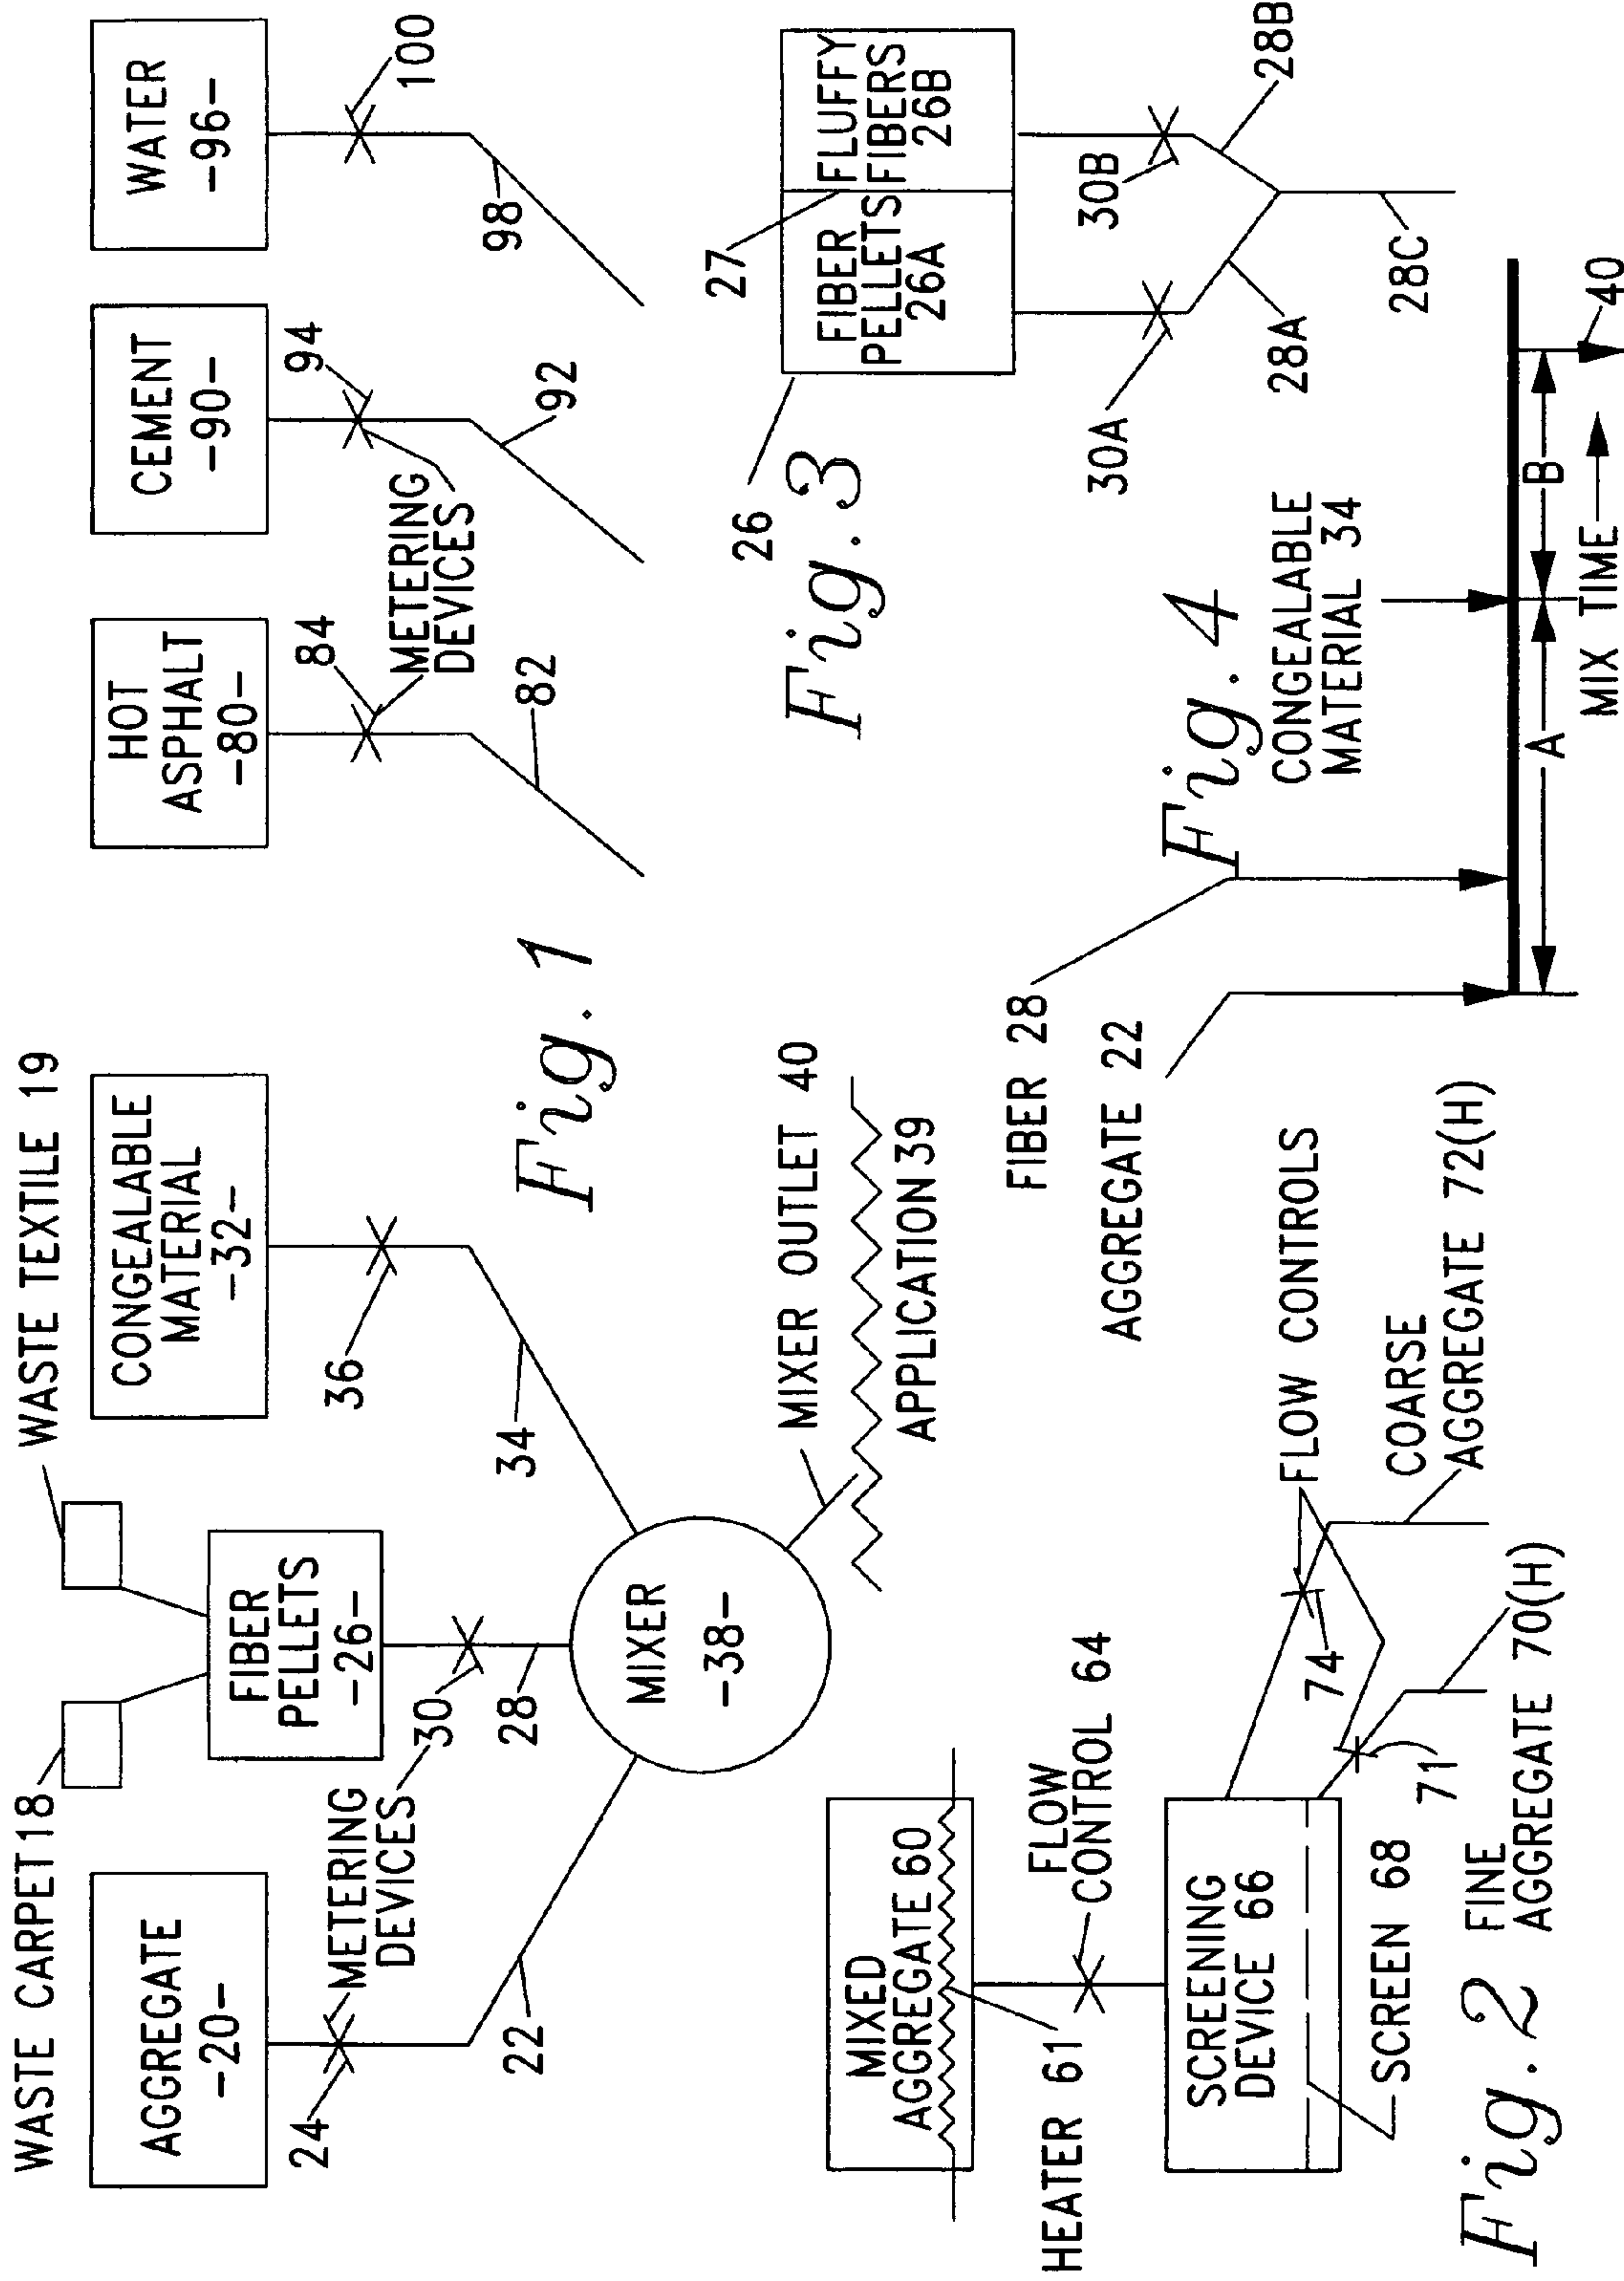 WASTE CARPET 18
WASTE TEXTILE 19
AGGREGATE
-20-
FIBER
PELLETS
-26-
CONGEALABLE
MATERIAL
-32-
HOT
ASPHALT
-80-
CEMENT
-90-
WATER
-96-
24
METERING
DEVICES
30
36
84
METERING
DEVICES
94
100
22
28
34
82
92
98
MIXER
-38-
Fig. 1
MIXER OUTLET 40
APPLICATION 39
MIXED
AGGREGATE 60
HEATER 61
FLOW
CONTROL 64
SCREENING
DEVICE 66
SCREEN 68
FLOW CONTROLS
74
71
COARSE
AGGREGATE 72(H)
FINE
AGGREGATE 70(H)
Fig. 2
26
27
FIBER
PELLETS
26A
FLUFFY
FIBERS
26B
30A
30B
28A
28B
28C
Fig. 3
FIBER 28
AGGREGATE 22
Fig. 4
CONGEALABLE
MATERIAL 34
A
B
MIX TIME
40